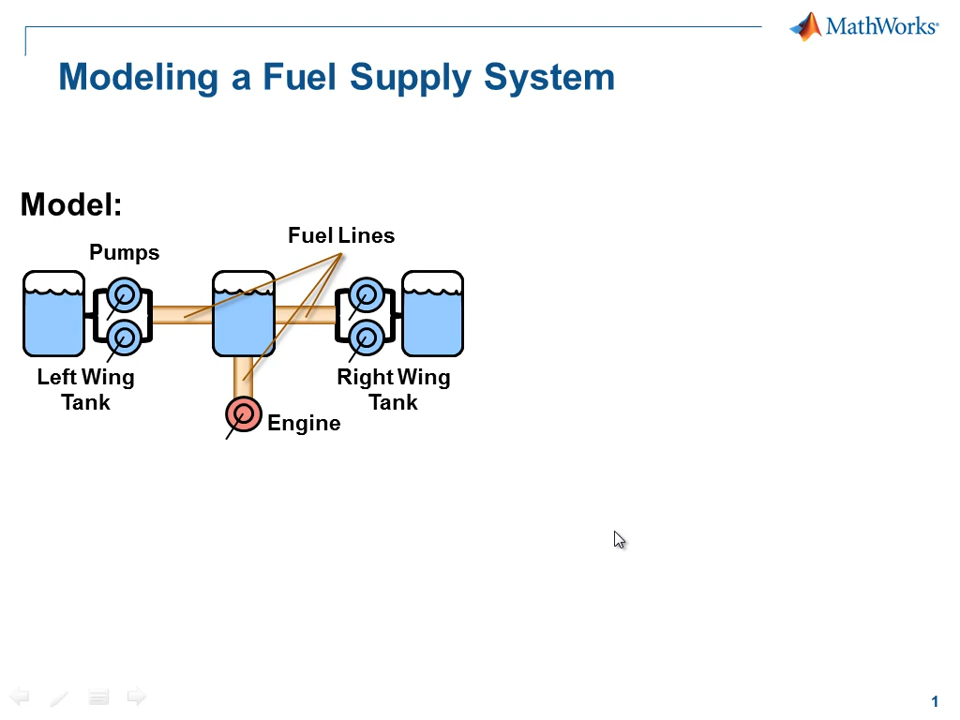 MathWorks®
Modeling a Fuel Supply System
Model:
Fuel Lines
Pumps
Left Wing
Tank
Right Wing
Tank
Engine
1